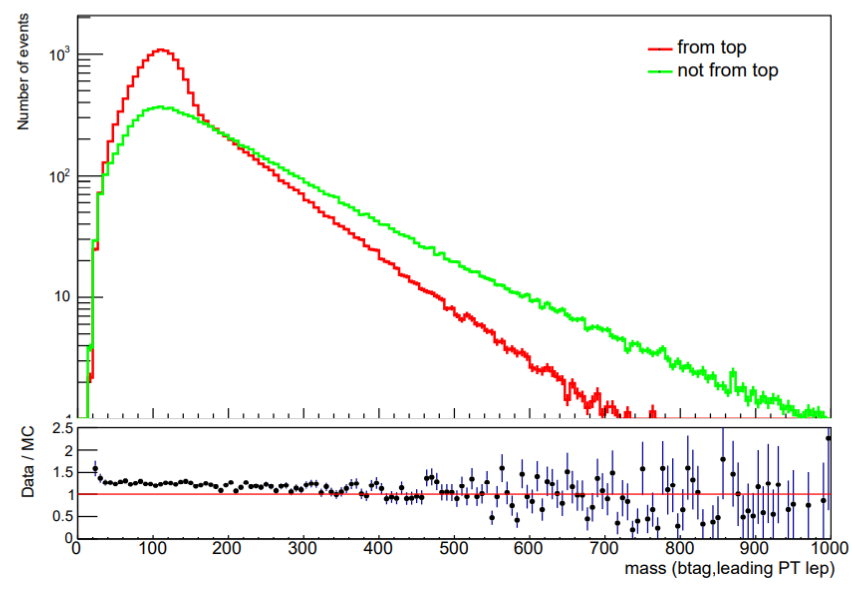 Number of events
10³
10²
10
1
from top
not from top
Data / MC
2.5
2
1.5
1
0.5
0
0 100 200 300 400 500 600 700 800 900 1000
mass (btag,leading PT lep)